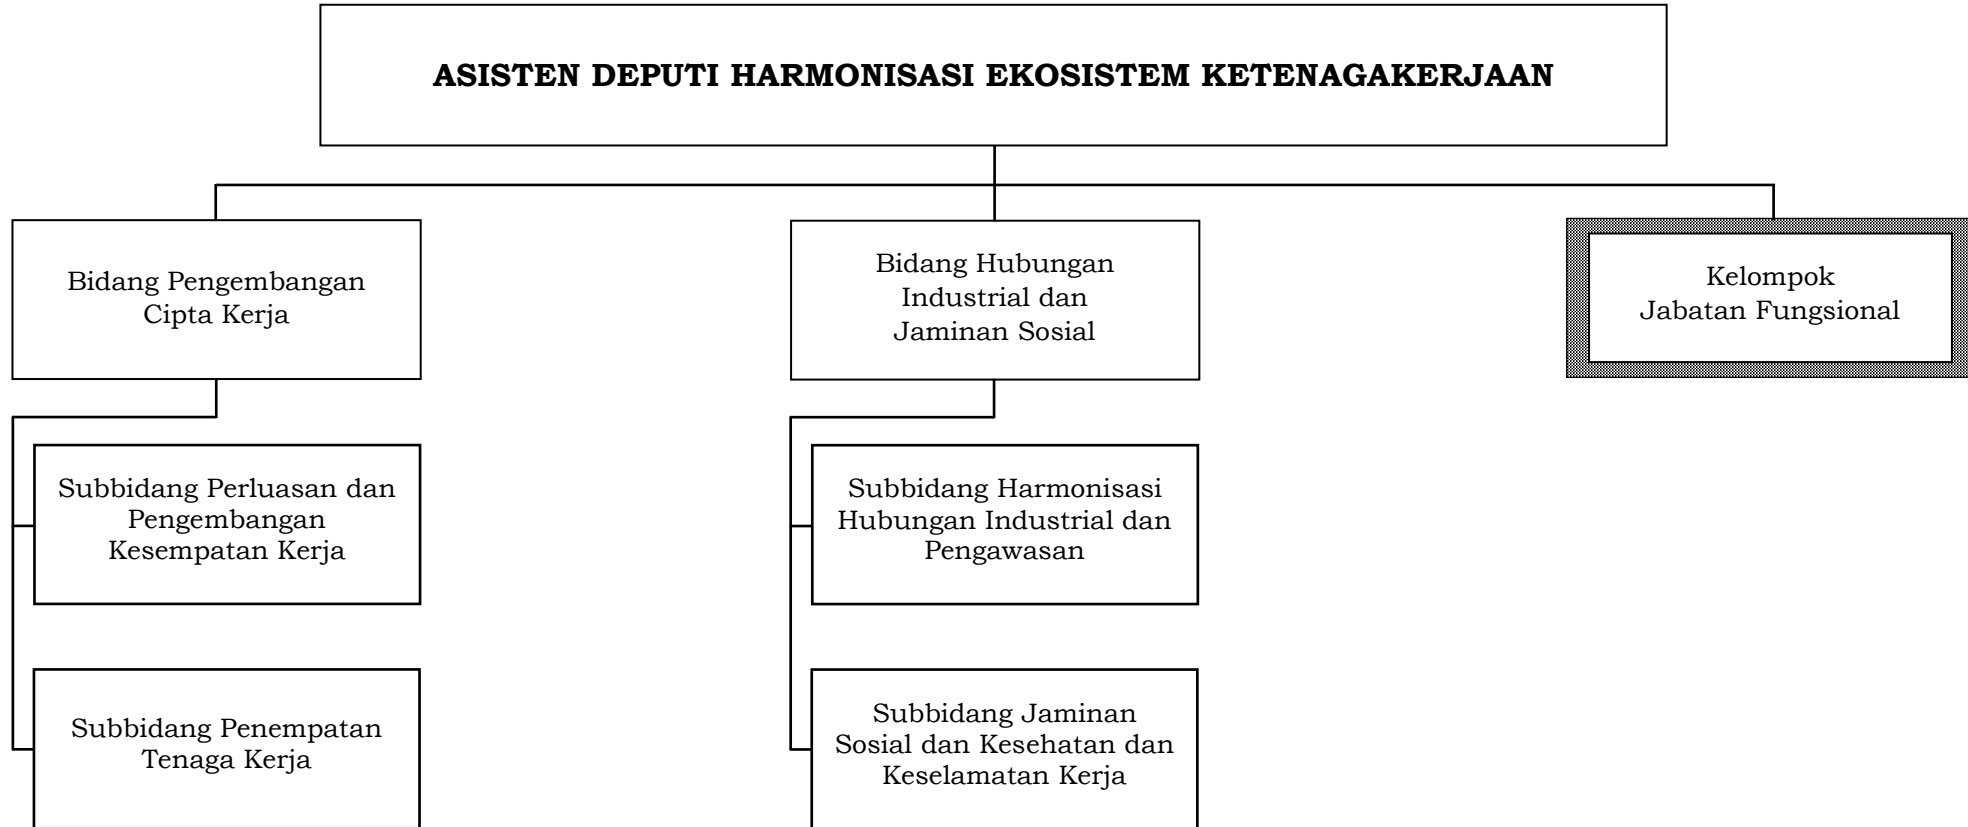 ASISTEN DEPUTI HARMONISASI EKOSISTEM KETENAGAKERJAAN
Bidang Pengembangan
Cipta Kerja
Bidang Hubungan
Industrial dan
Jaminan Sosial
Kelompok
Jabatan Fungsional
Subbidang Perluasan dan
Pengembangan
Kesempatan Kerja
Subbidang Harmonisasi
Hubungan Industrial dan
Pengawasan
Subbidang Penempatan
Tenaga Kerja
Subbidang Jaminan
Sosial dan Kesehatan dan
Keselamatan Kerja